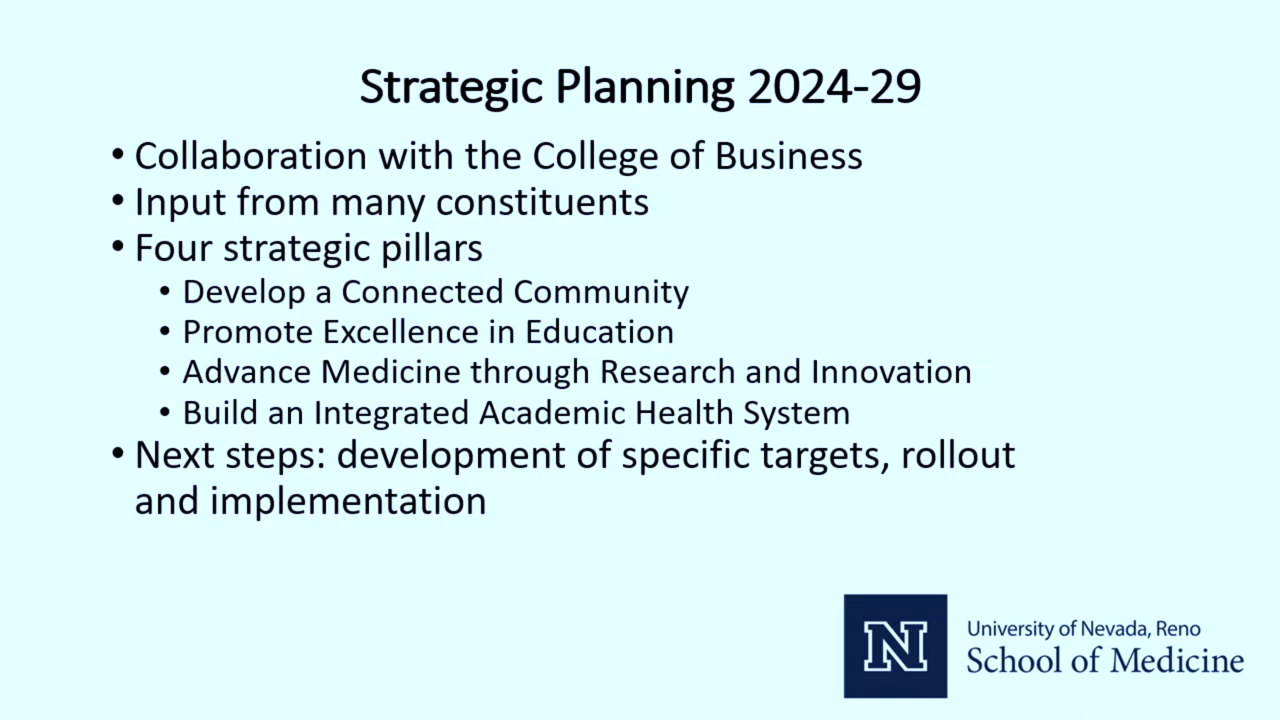 Strategic Planning 2024-29
• Collaboration with the College of Business
• Input from many constituents
• Four strategic pillars
• Develop a Connected Community
• Promote Excellence in Education
• Advance Medicine through Research and Innovation
• Build an Integrated Academic Health System
• Next steps: development of specific targets, rollout
and implementation
N
University of Nevada, Reno
School of Medicine